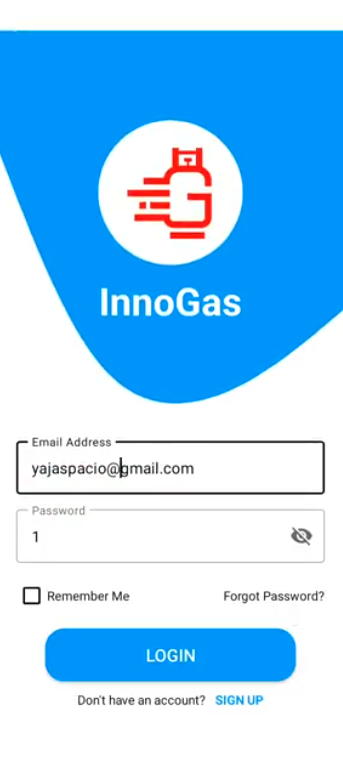 InnoGas
Email Address
yajaspacio@gmail.com
Password
1
Remember Me Forgot Password?
LOGIN
Don't have an account? SIGN UP